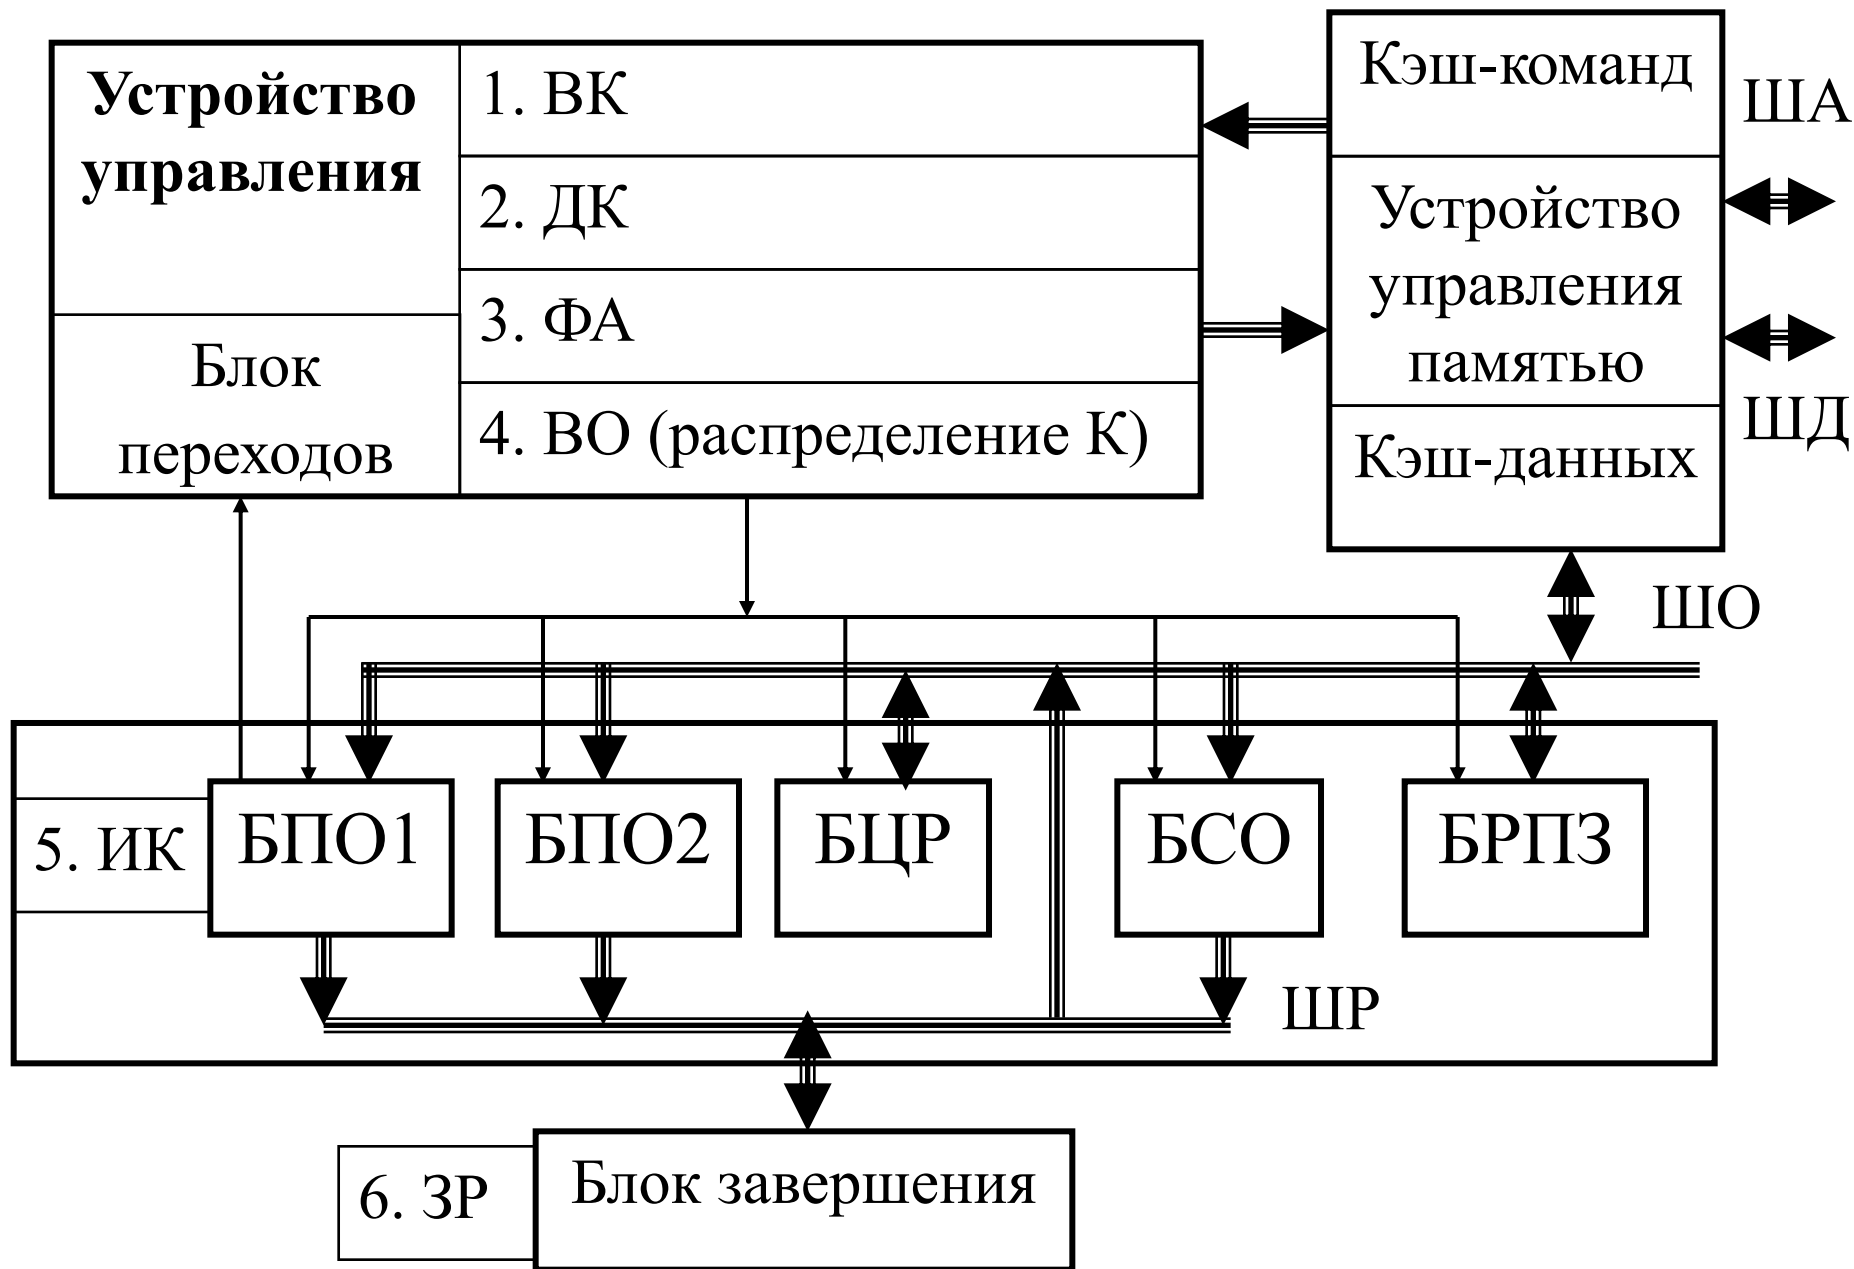 Устройство
управления
1. ВК
2. ДК
3. ФА
4. ВО (распределение К)
Блок
переходов
Кэш-команд
Устройство
управления
памятью
Кэш-данных
ША
ШД
ШО
5. ИК
БПО1
БПО2
БЦР
БСО
БРПЗ
ШР
6. ЗР
Блок завершения